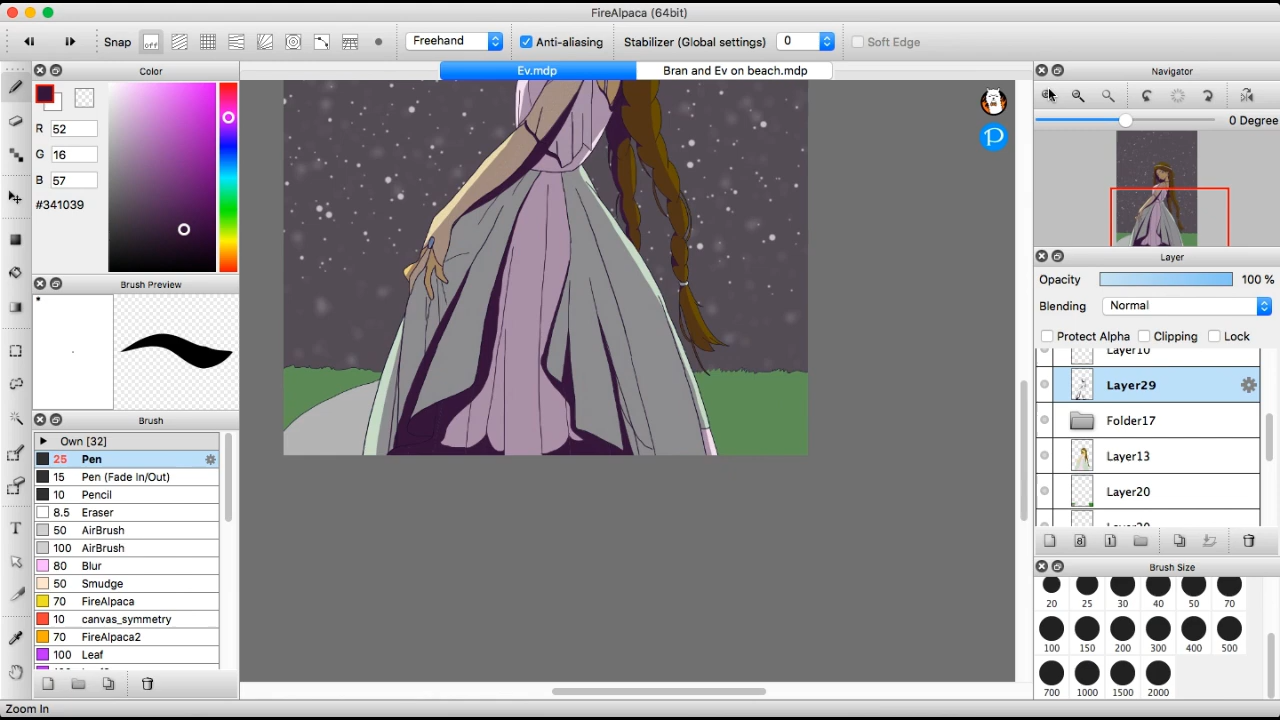 FireAlpaca (64bit)
Snap
off
Freehand
Anti-aliasing
Stabilizer (Global settings)
0
Soft Edge
Color
Ev.mdp
Bran and Ev on beach.mdp
Navigator
R 52
G 16
B 57
#341039
0 Degree
Brush Preview
Layer
Opacity
100 %
Blending
Normal
Protect Alpha
Clipping
Lock
Layer10
Layer29
Folder17
Layer13
Layer20
Brush
Own [32]
25 Pen
15 Pen (Fade In/Out)
10 Pencil
8.5 Eraser
50 AirBrush
100 AirBrush
80 Blur
50 Smudge
70 FireAlpaca
10 canvas_symmetry
70 FireAlpaca2
100 Leaf
Brush Size
20 25 30 40 50 70
100 150 200 300 400 500
700 1000 1500 2000
Zoom In